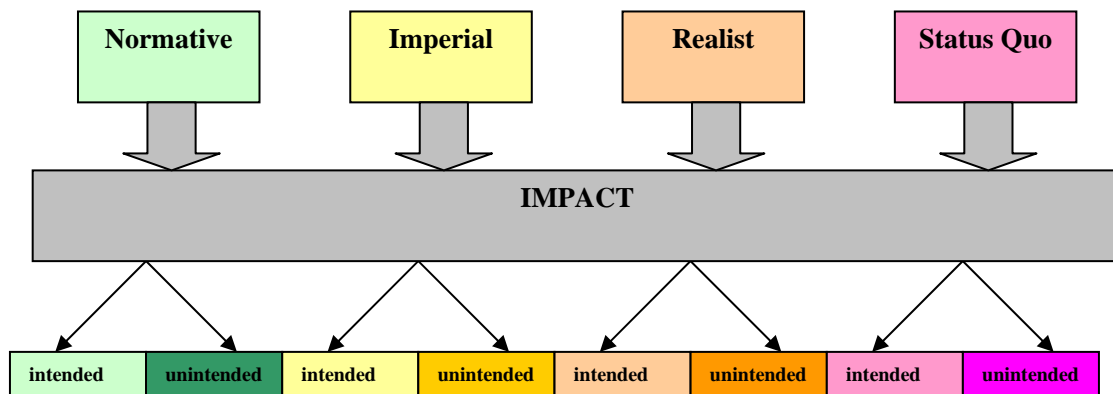 Normative Imperial Realist Status Quo
IMPACT
intended unintended intended unintended intended unintended intended unintended